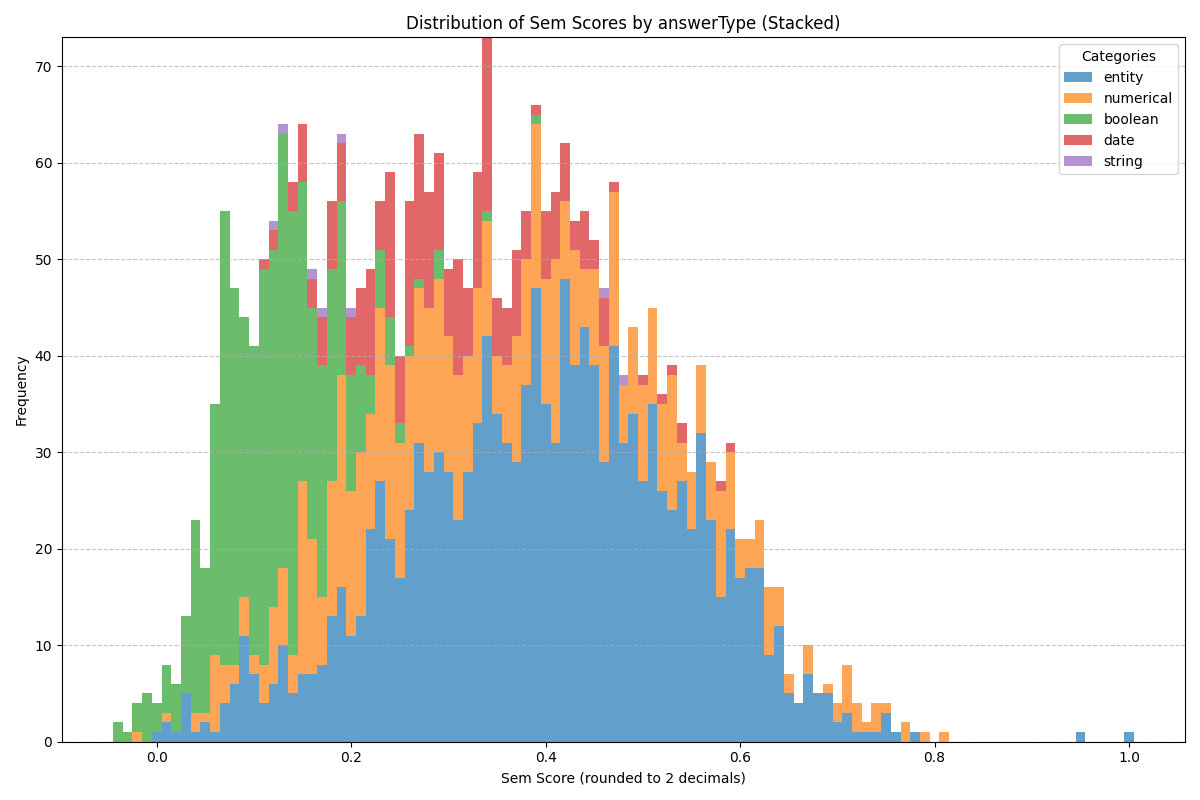 Distribution of Sem Scores by answerType (Stacked)
Categories
entity
numerical
boolean
date
string
Frequency
70
60
50
40
30
20
10
0
0.0 0.2 0.4 0.6 0.8 1.0
Sem Score (rounded to 2 decimals)